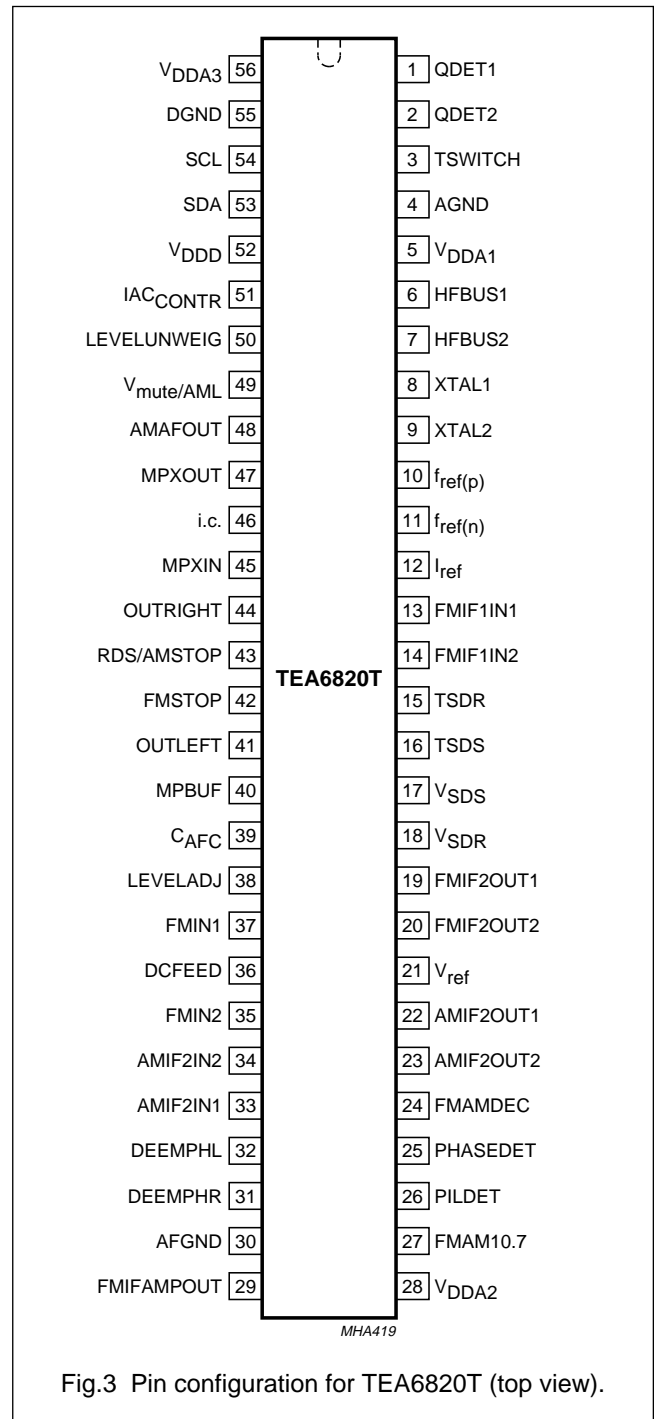 VDDA3 56 1 QDET1
DGND 55 2 QDET2
SCL 54 3 TSWITCH
SDA 53 4 AGND
VDDD 52 5 VDDA1
IACCONTR 51 6 HFBUS1
LEVELUNWEIG 50 7 HFBUS2
Vmute/AML 49 8 XTAL1
AMAFOUT 48 9 XTAL2
MPXOUT 47 10 fref(p)
i.c. 46 11 fref(n)
MPXIN 45 12 Iref
OUTRIGHT 44 13 FMIF1IN1
RDS/AMSTOP 43 14 FMIF1IN2
TEA6820T
FMSTOP 42 15 TSDR
OUTLEFT 41 16 TSDS
MPBUF 40 17 VSDS
CAFC 39 18 VSDR
LEVELADJ 38 19 FMIF2OUT1
FMIN1 37 20 FMIF2OUT2
DCFEED 36 21 Vref
FMIN2 35 22 AMIF2OUT1
AMIF2IN2 34 23 AMIF2OUT2
AMIF2IN1 33 24 FMAMDEC
DEEMPHL 32 25 PHASEDET
DEEMPHR 31 26 PILDET
AFGND 30 27 FMAM10.7
FMIFAMPOUT 29 28 VDDA2
MHA419
Fig.3 Pin configuration for TEA6820T (top view).